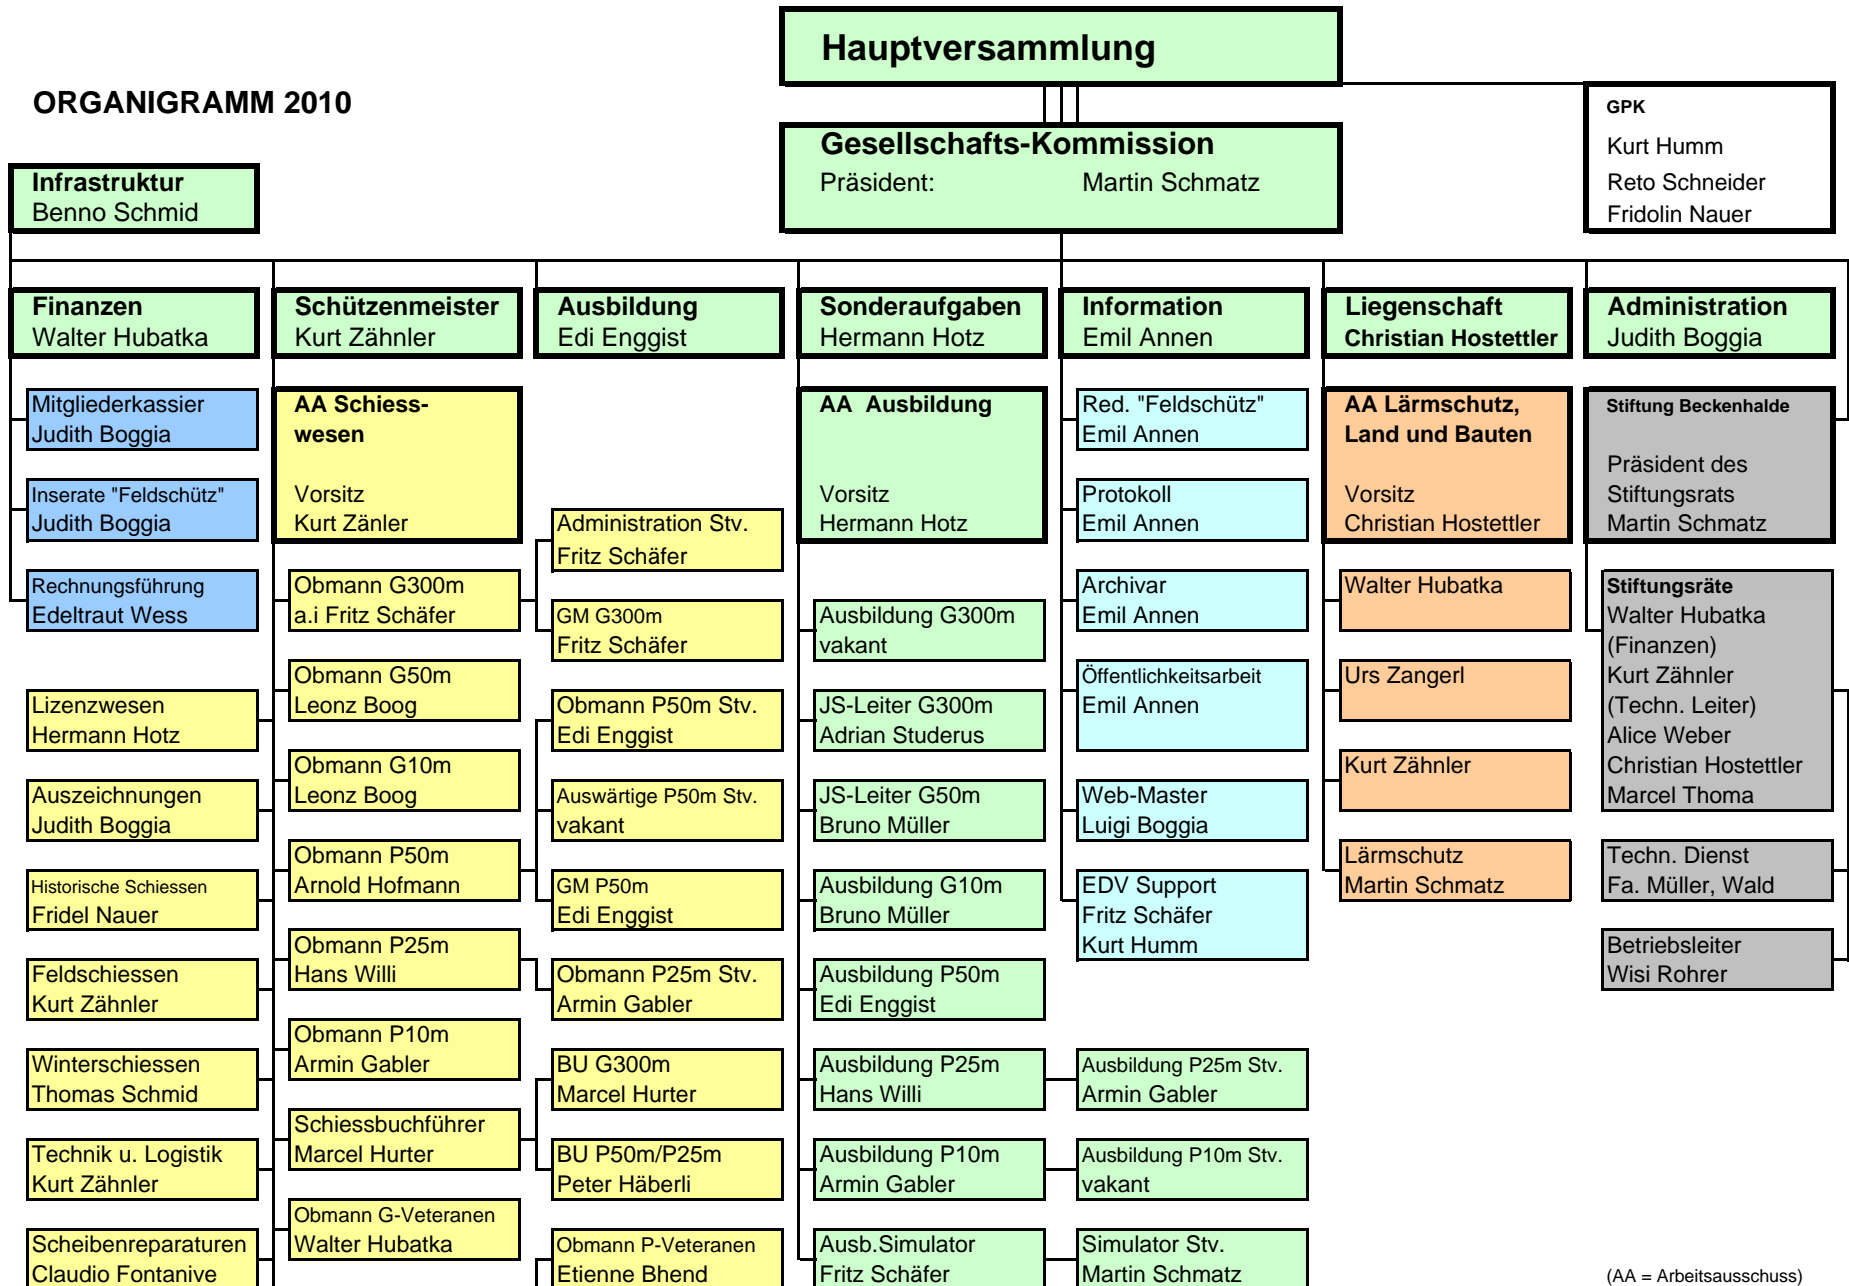 Hauptversammlung
ORGANIGRAMM 2010
GPK
Kurt Humm
Reto Schneider
Fridolin Nauer
Gesellschafts-Kommission
Präsident: Martin Schmatz
Infrastruktur
Benno Schmid
Finanzen
Walter Hubatka
Schützenmeister
Kurt Zähnler
Ausbildung
Edi Enggist
Sonderaufgaben
Hermann Hotz
Information
Emil Annen
Liegenschaft
Christian Hostettler
Administration
Judith Boggia
Mitgliederkassier
Judith Boggia
Inserate "Feldschütz"
Judith Boggia
Rechnungsführung
Edeltraut Wess
Lizenzwesen
Hermann Hotz
Auszeichnungen
Judith Boggia
Historische Schiessen
Fridel Nauer
Feldschiessen
Kurt Zähnler
Winterschiessen
Thomas Schmid
Technik u. Logistik
Kurt Zähnler
Scheibenreparaturen
Claudio Fontanive
AA Schiess-
wesen
Vorsitz
Kurt Zänler
Obmann G300m
a.i Fritz Schäfer
Obmann G50m
Leonz Boog
Obmann G10m
Leonz Boog
Obmann P50m
Arnold Hofmann
Obmann P25m
Hans Willi
Obmann P10m
Armin Gabler
Schiessbuchführer
Marcel Hurter
Obmann G-Veteranen
Walter Hubatka
Administration Stv.
Fritz Schäfer
GM G300m
Fritz Schäfer
Obmann P50m Stv.
Edi Enggist
Auswärtige P50m Stv.
vakant
GM P50m
Edi Enggist
Obmann P25m Stv.
Armin Gabler
BU G300m
Marcel Hurter
BU P50m/P25m
Peter Häberli
Obmann P-Veteranen
Etienne Bhend
AA Ausbildung
Vorsitz
Hermann Hotz
Ausbildung G300m
vakant
JS-Leiter G300m
Adrian Studerus
JS-Leiter G50m
Bruno Müller
Ausbildung G10m
Bruno Müller
Ausbildung P50m
Edi Enggist
Ausbildung P25m
Hans Willi
Ausbildung P10m
Armin Gabler
Ausb.Simulator
Fritz Schäfer
Red. "Feldschütz"
Emil Annen
Protokoll
Emil Annen
Archivar
Emil Annen
Öffentlichkeitsarbeit
Emil Annen
Web-Master
Luigi Boggia
EDV Support
Fritz Schäfer
Kurt Humm
Ausbildung P25m Stv.
Armin Gabler
Ausbildung P10m Stv.
vakant
Simulator Stv.
Martin Schmatz
AA Lärmschutz,
Land und Bauten
Vorsitz
Christian Hostettler
Walter Hubatka
Urs Zangerl
Kurt Zähnler
Lärmschutz
Martin Schmatz
Stiftung Beckenhalde
Präsident des
Stiftungsrats
Martin Schmatz
Stiftungsräte
Walter Hubatka
(Finanzen)
Kurt Zähnler
(Techn. Leiter)
Alice Weber
Christian Hostettler
Marcel Thoma
Techn. Dienst
Fa. Müller, Wald
Betriebsleiter
Wisi Rohrer
(AA = Arbeitsausschuss)